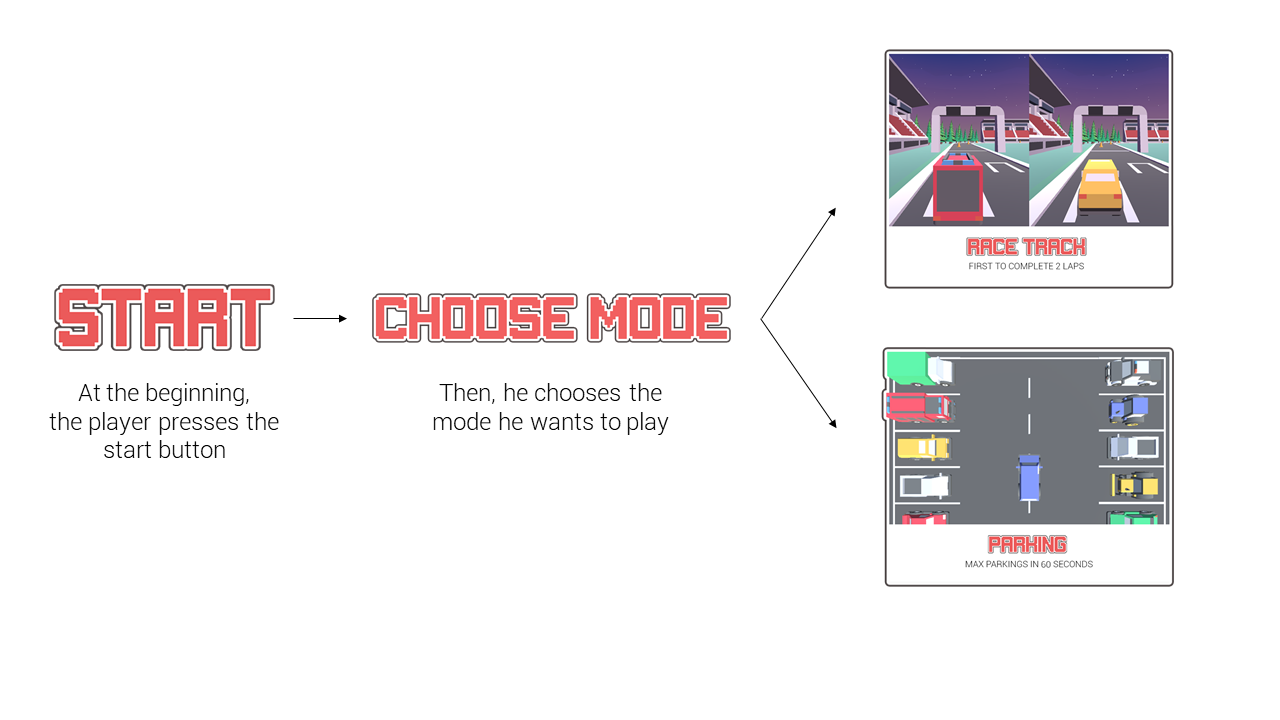 START
At the beginning,
the player presses the
start button
CHOOSE MODE
Then, he chooses the
mode he wants to play
RACE TRACK
FIRST TO COMPLETE 2 LAPS
PARKING
MAX PARKINGS IN 60 SECONDS